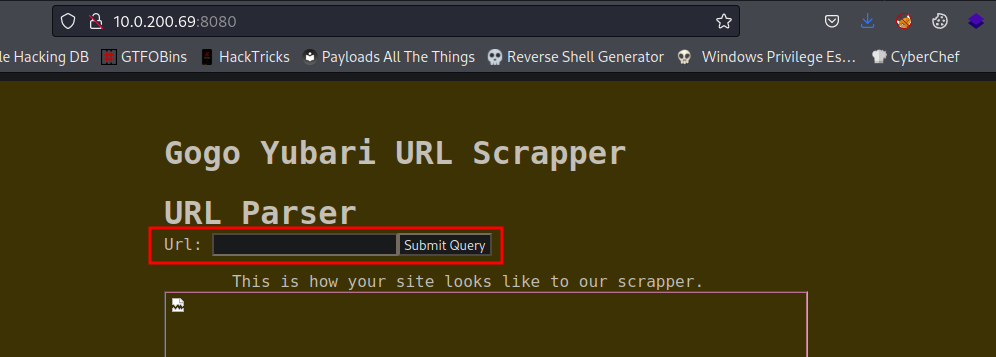 10.0.200.69:8080
le Hacking DB GTFOBins HackTricks Payloads All The Things Reverse Shell Generator Windows Privilege Es… CyberChef
Gogo Yubari URL Scrapper
URL Parser
Url: Submit Query
This is how your site looks like to our scrapper.